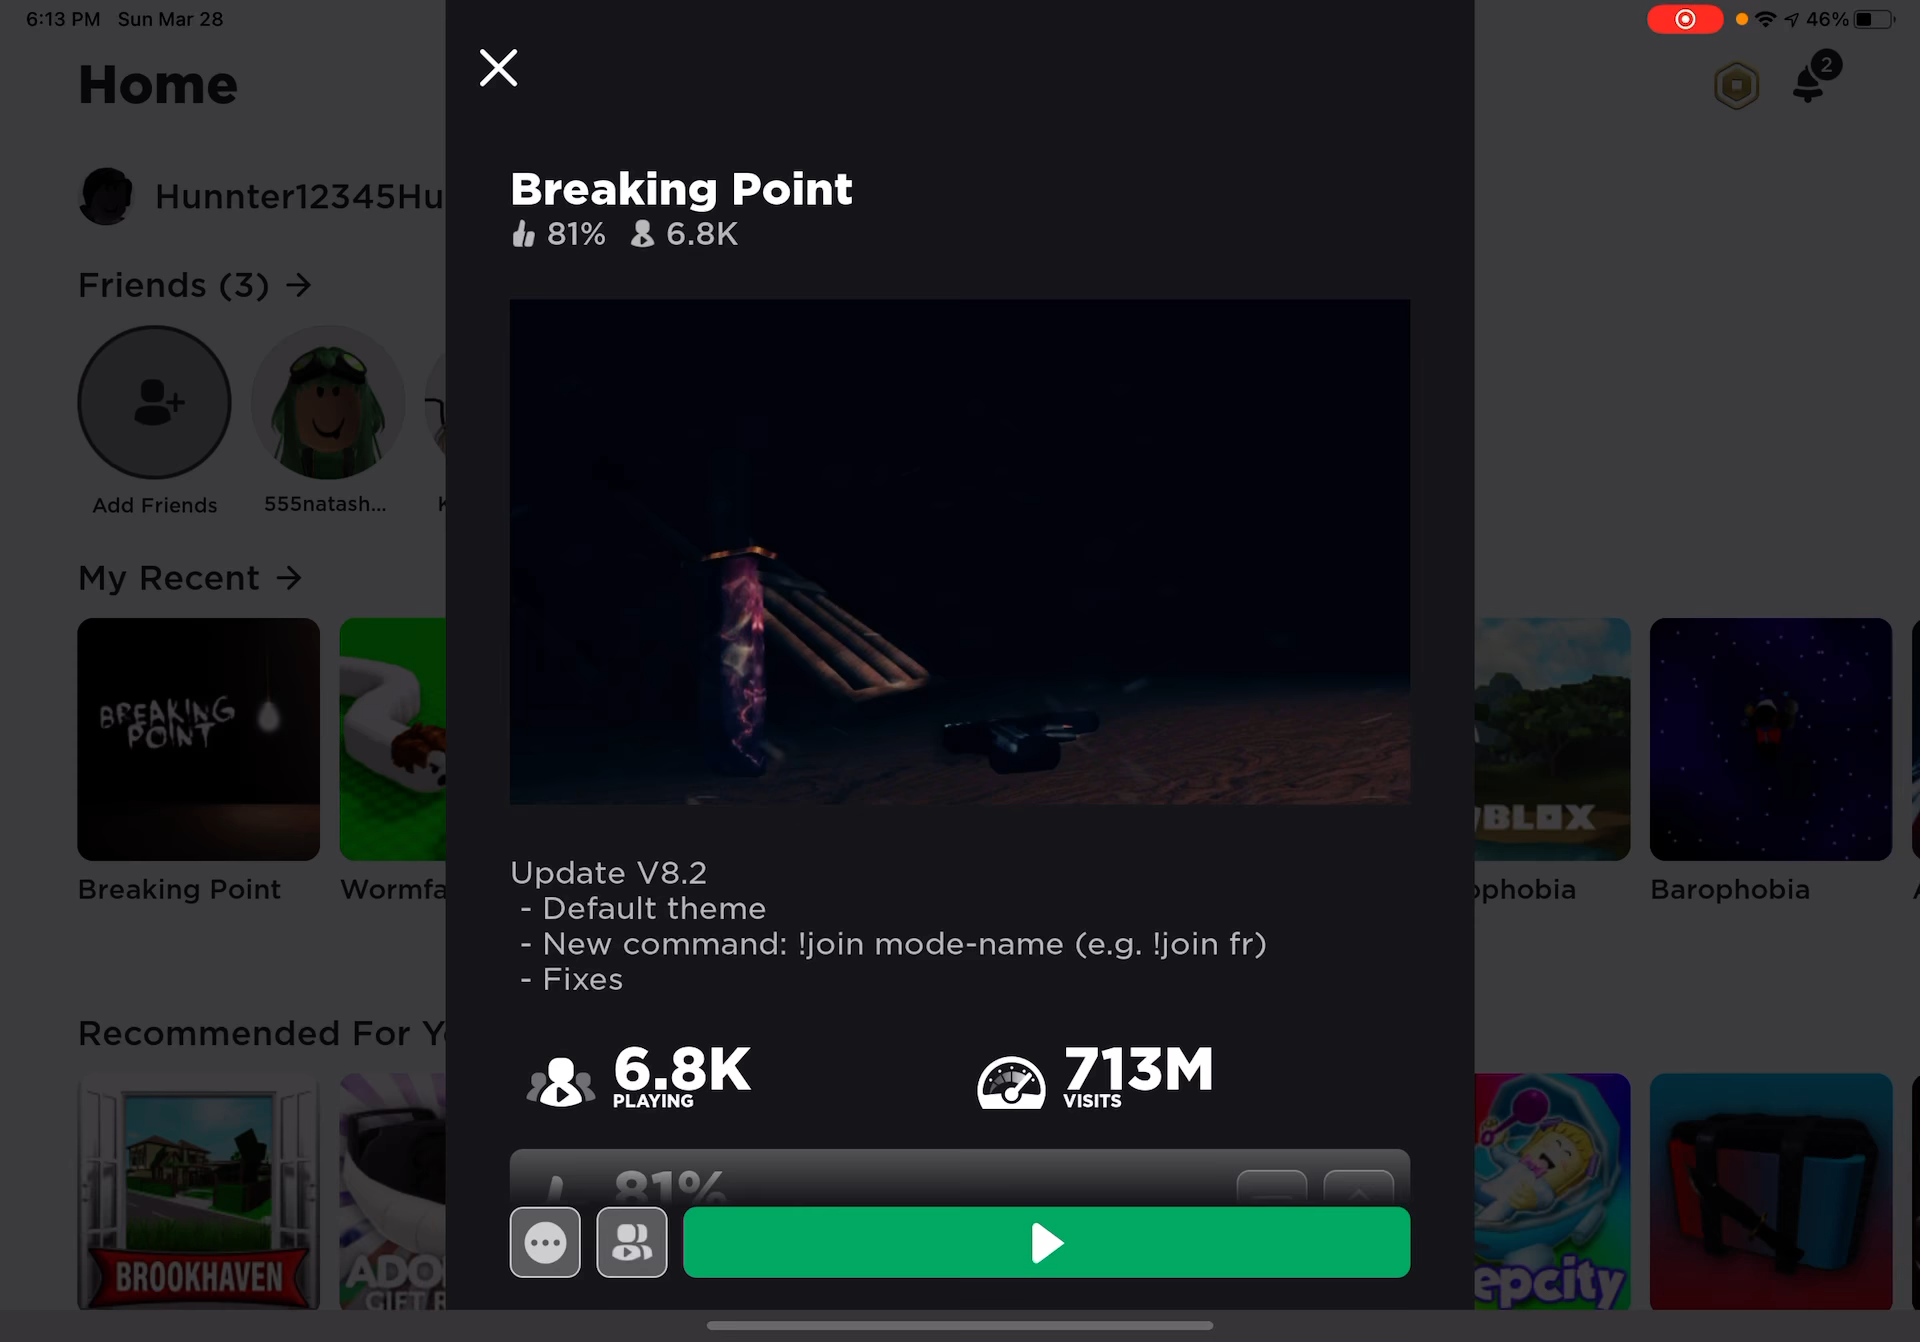 6:13 PM Sun Mar 28
46%
Home
2
Hunnter12345Hu
Friends (3)
Add Friends
555natash...
My Recent
BREAKING
POINT
Breaking Point
Wormfa
Breaking Point
81% 6.8K
Update V8.2
- Default theme
- New command: !join mode-name (e.g. !join fr)
- Fixes
6.8K
PLAYING
713M
VISITS
81%
BLOX
ophobia
Barophobia
Recommended For Y
BROOKHAVEN
ADO
GIFT R
epcity